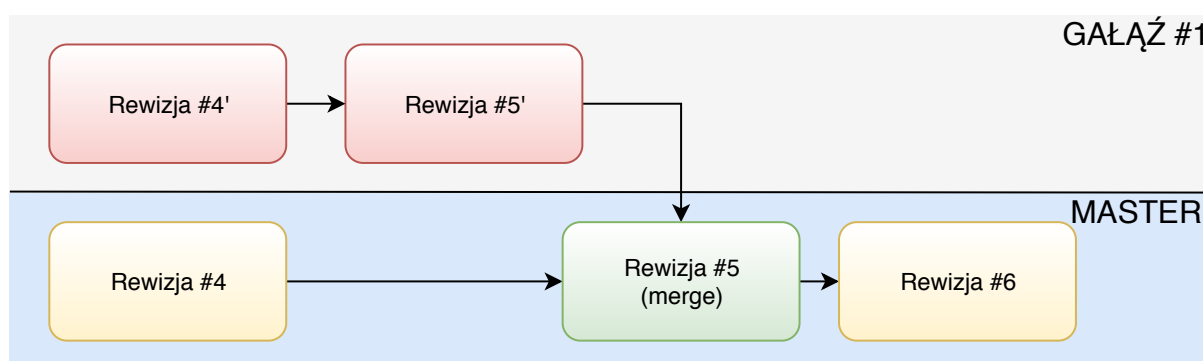 GAŁĄŹ #1
Rewizja #4'
Rewizja #5'
MASTER
Rewizja #4
Rewizja #5
(merge)
Rewizja #6